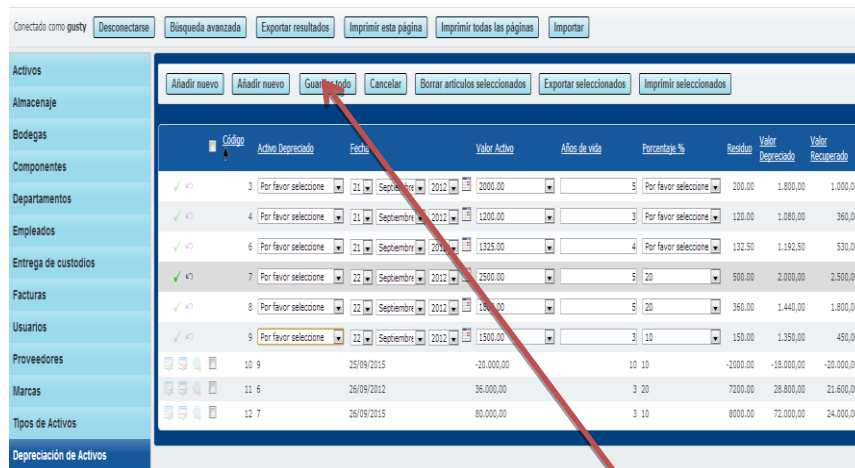 Conectado como gusty Desconectarse Búsqueda avanzada Exportar resultados Imprimir esta página Imprimir todas las páginas Importar
Activos
Almacenaje
Bodegas
Componentes
Departamentos
Empleados
Entrega de custodios
Facturas
Usuarios
Proveedores
Marcas
Tipos de Activos
Depreciación de Activos
Añadir nuevo Añadir nuevo todo Cancelar Borrar artículos seleccionados Exportar seleccionados Imprimir seleccionados
Código Activo Depreciado Fecha Valor Activo Años de vida Porcentaje % Residuo Valor Depreciado Valor Recuperado
3 Por favor seleccione 21 Septiembre 2012 2000.00 5 Por favor seleccione 200.00 1.800,00 1.000,0
4 Por favor seleccione 21 Septiembre 2012 1200.00 3 Por favor seleccione 120.00 1.080,00 360,0
6 Por favor seleccione 21 Septiembre 2012 1325.00 4 Por favor seleccione 132.50 1.192,50 530,0
7 Por favor seleccione 22 Septiembre 2012 2500.00 5 20 500.00 2.000,00 2.500,0
8 Por favor seleccione 22 Septiembre 2012 1800.00 5 20 360.00 1.440,00 1.800,0
9 Por favor seleccione 22 Septiembre 2012 1500.00 3 10 150.00 1.350,00 450,0
10 9 25/09/2015 -20.000,00 10 10 -2000.00 -18.000,00 -20.000,0
11 6 26/09/2012 36.000,00 3 20 7200.00 28.800,00 21.600,0
12 7 26/09/2015 80.000,00 3 10 8000.00 72.000,00 24.000,0